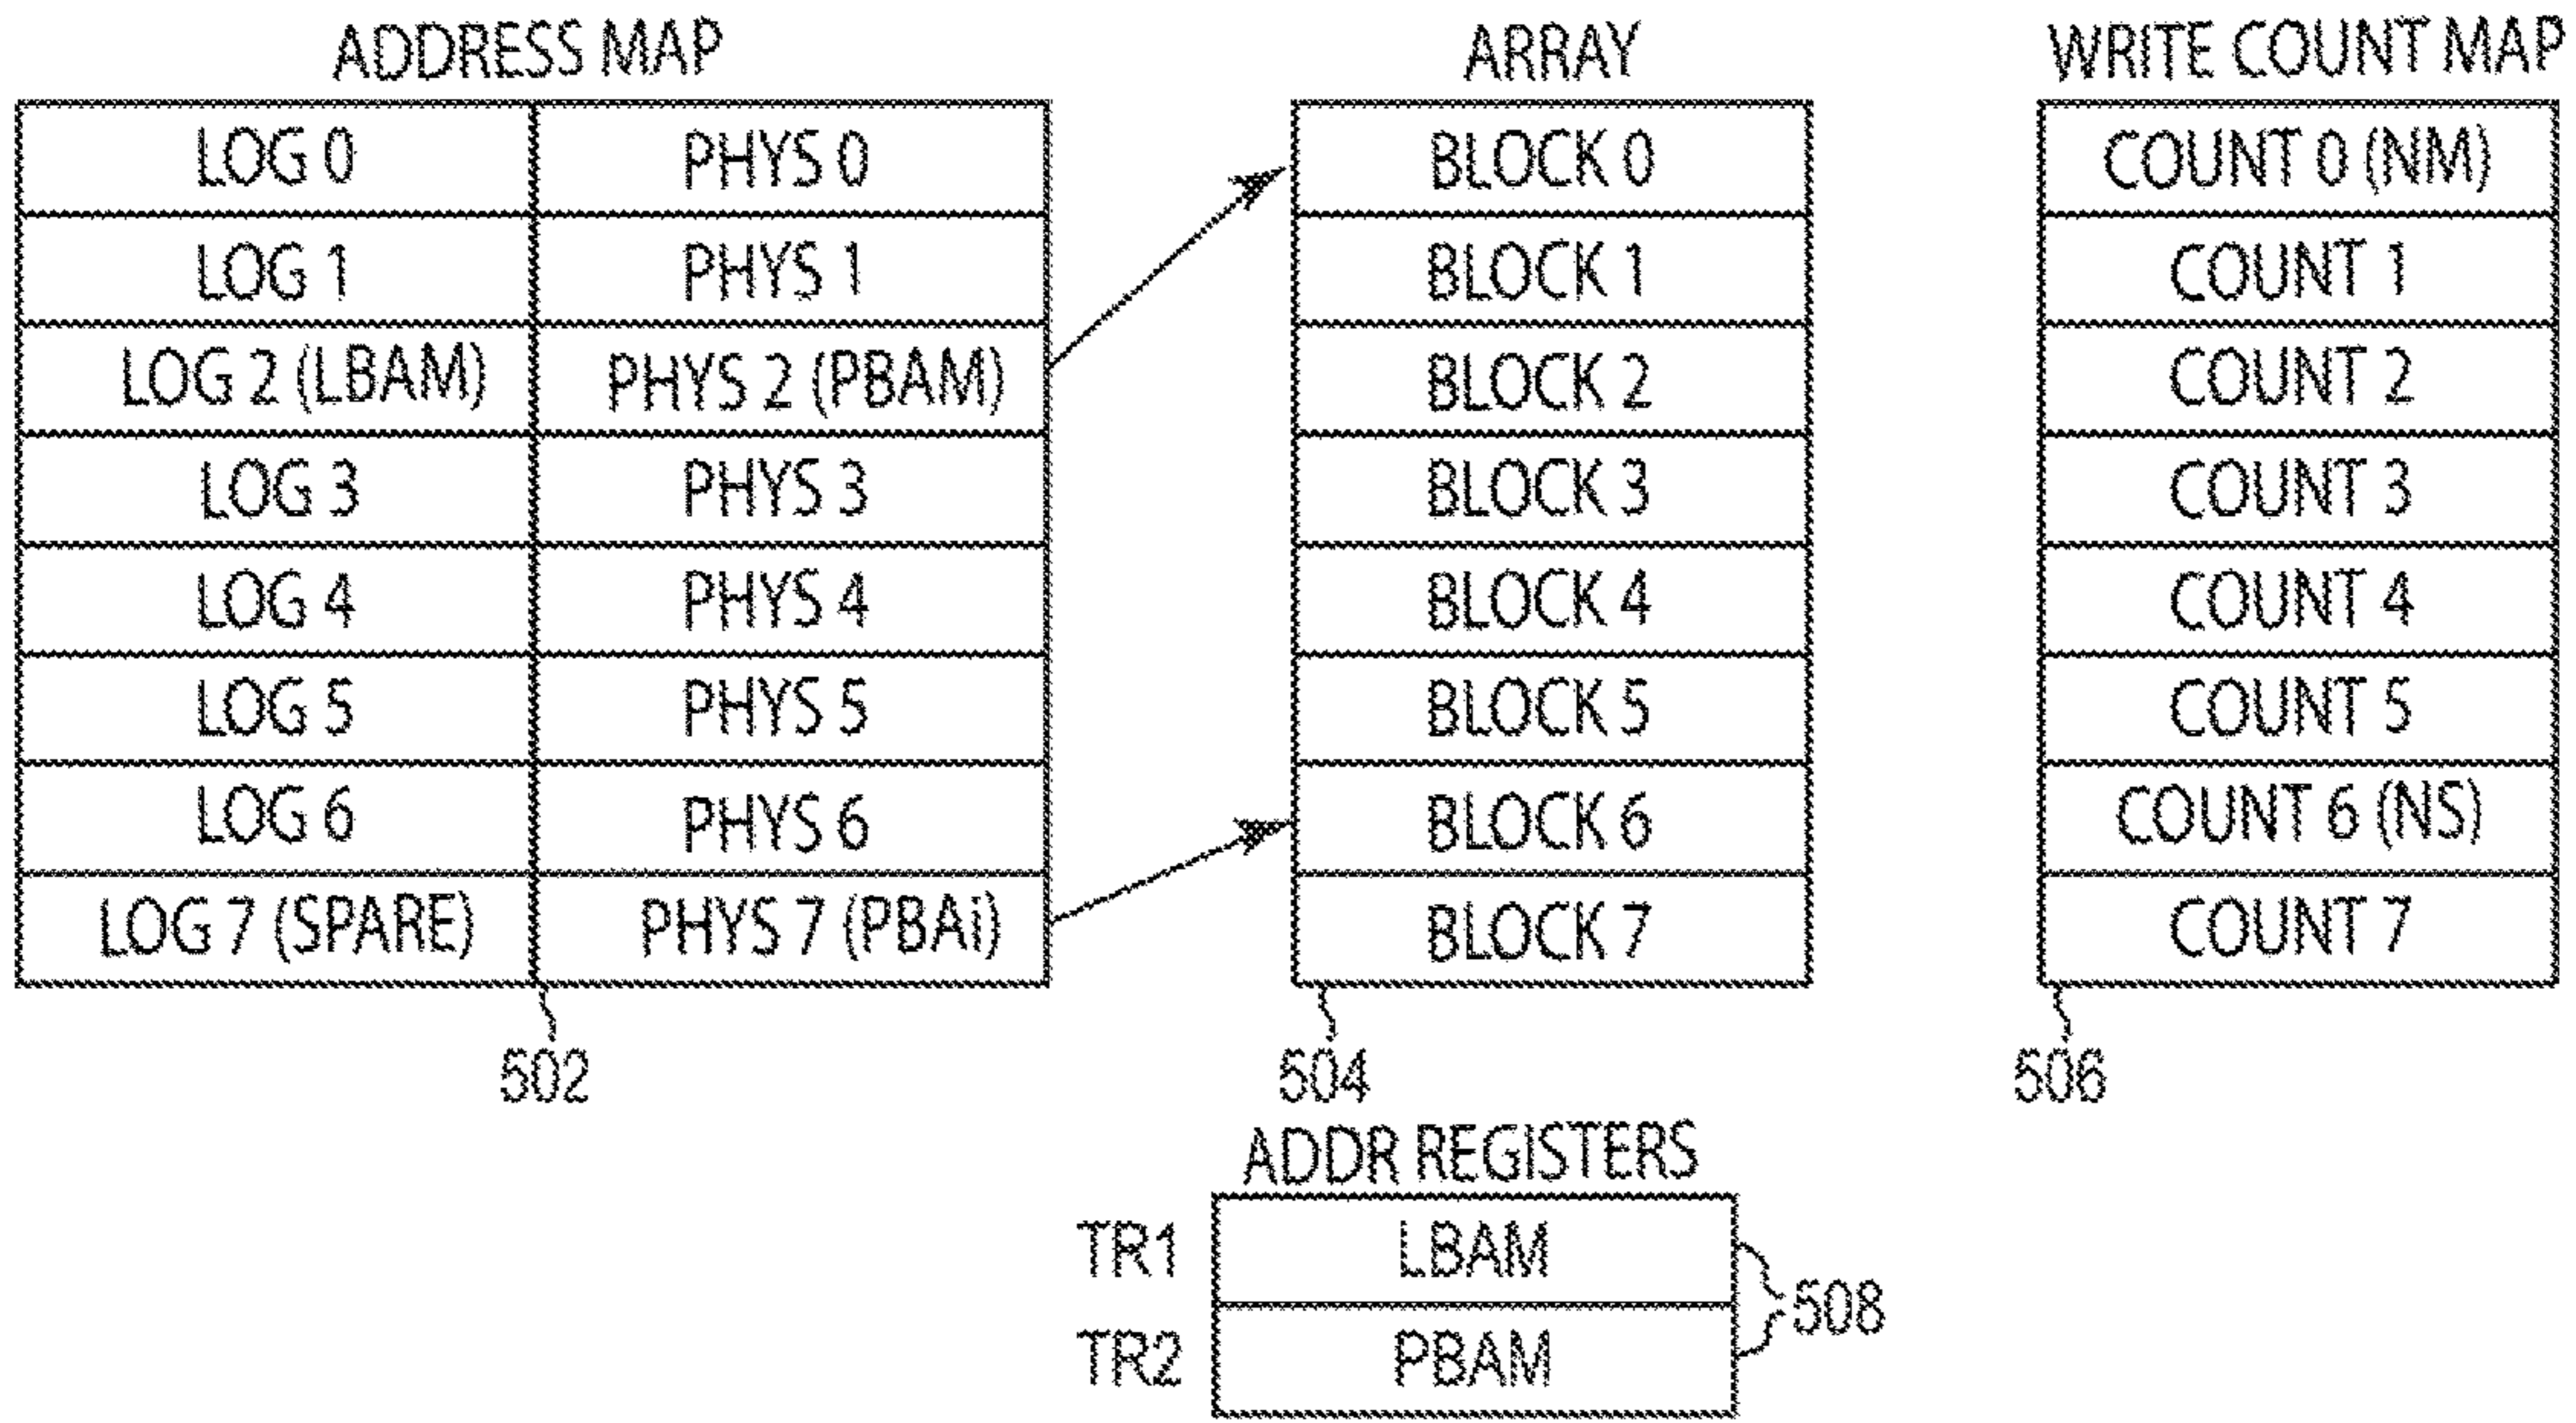 ADDRESS MAP
LOG 0 PHYS 0
LOG 1 PHYS 1
LOG 2 (LBAM) PHYS 2 (PBAM)
LOG 3 PHYS 3
LOG 4 PHYS 4
LOG 5 PHYS 5
LOG 6 PHYS 6
LOG 7 (SPARE) PHYS 7 (PBAi)
502
ARRAY
BLOCK 0
BLOCK 1
BLOCK 2
BLOCK 3
BLOCK 4
BLOCK 5
BLOCK 6
BLOCK 7
504
WRITE COUNT MAP
COUNT 0 (NM)
COUNT 1
COUNT 2
COUNT 3
COUNT 4
COUNT 5
COUNT 6 (NS)
COUNT 7
506
ADDR REGISTERS
TR1 LBAM
TR2 PBAM
508